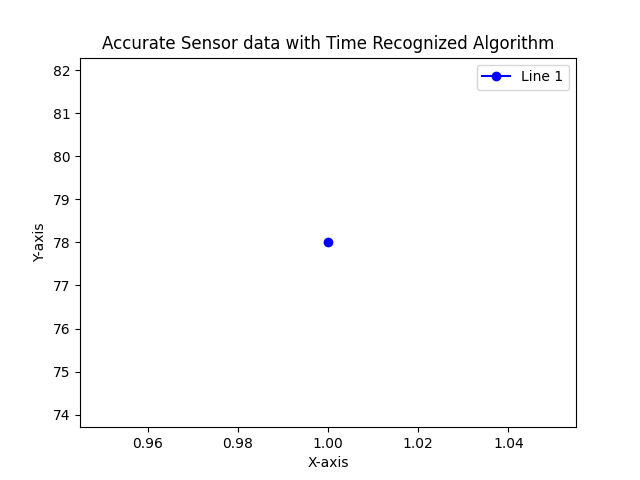 Accurate Sensor data with Time Recognized Algorithm
Line 1
82
81
80
79
78
77
76
75
74
Y-axis
0.96 0.98 1.00 1.02 1.04
X-axis